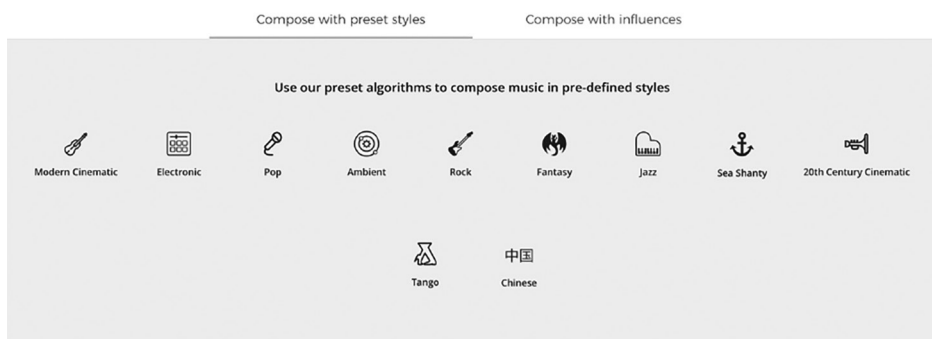 Compose with preset styles
Compose with influences
Use our preset algorithms to compose music in pre-defined styles
Modern Cinematic
Electronic
Pop
Ambient
Rock
Fantasy
Jazz
Sea Shanty
20th Century Cinematic
中国
Tango
Chinese